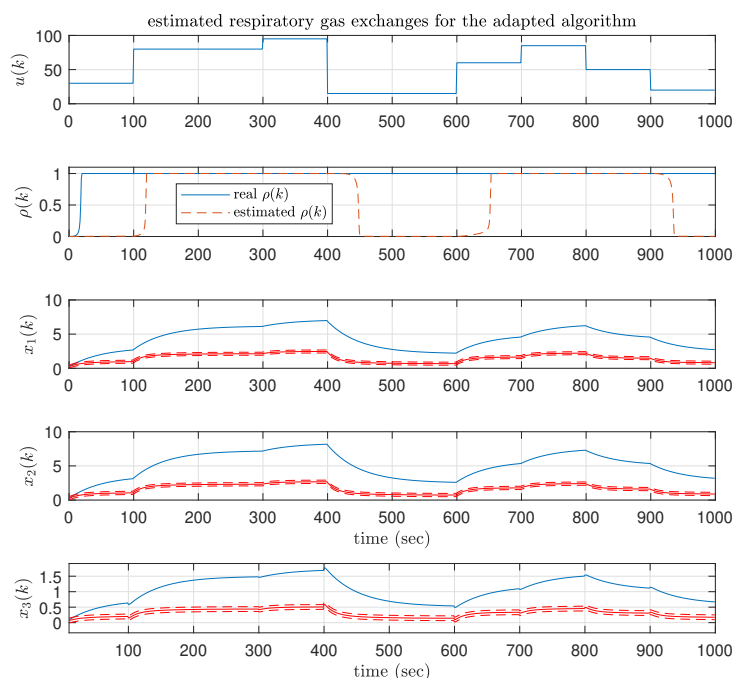 estimated respiratory gas exchanges for the adapted algorithm
u(k)
100
50
0
0 100 200 300 400 500 600 700 800 900 1000
ρ(k)
1
0.5
0
real ρ(k)
estimated ρ(k)
0 100 200 300 400 500 600 700 800 900 1000
x₁(k)
10
5
0
0 100 200 300 400 500 600 700 800 900 1000
x₂(k)
10
5
0
0 100 200 300 400 500 600 700 800 900 1000
time (sec)
x₃(k)
1.5
1
0.5
0
100 200 300 400 500 600 700 800 900 1000
time (sec)